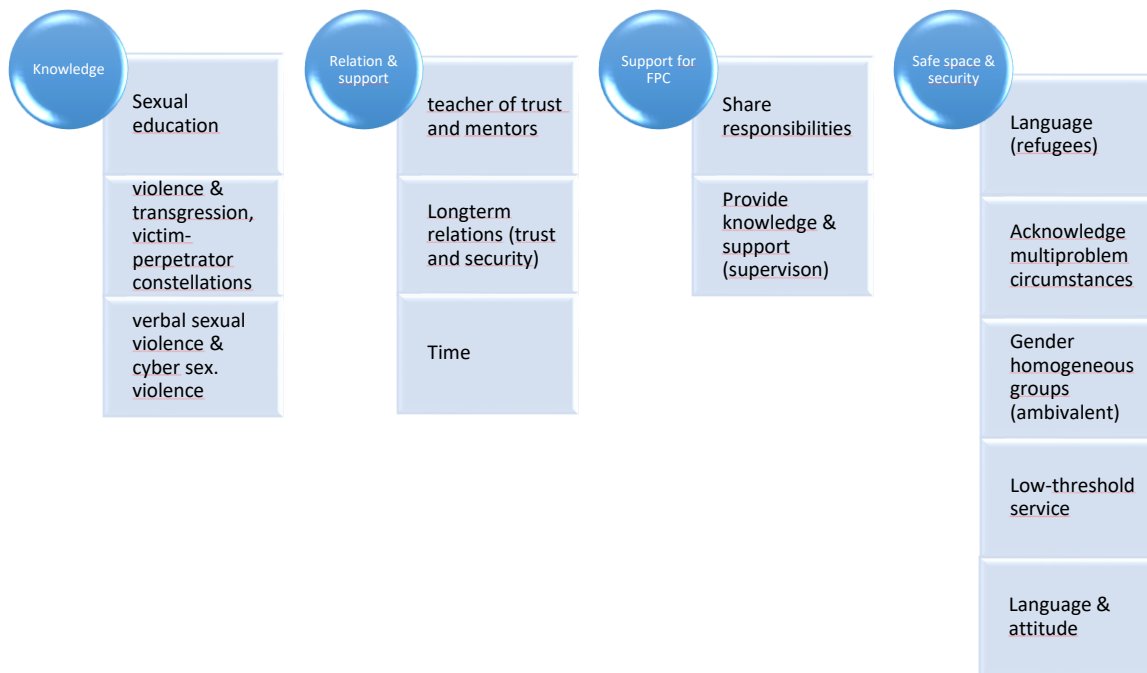 Knowledge
Sexual
education
violence &
transgression,
victim-
perpetrator
constellations
verbal sexual
violence &
cyber sex.
violence
Relation &
support
teacher of trust
and mentors
Longterm
relations (trust
and security)
Time
Support for
FPC
Share
responsibilities
Provide
knowledge &
support
(supervison)
Safe space &
security
Language
(refugees)
Acknowledge
multiproblem
circumstances
Gender
homogeneous
groups
(ambivalent)
Low-threshold
service
Language &
attitude